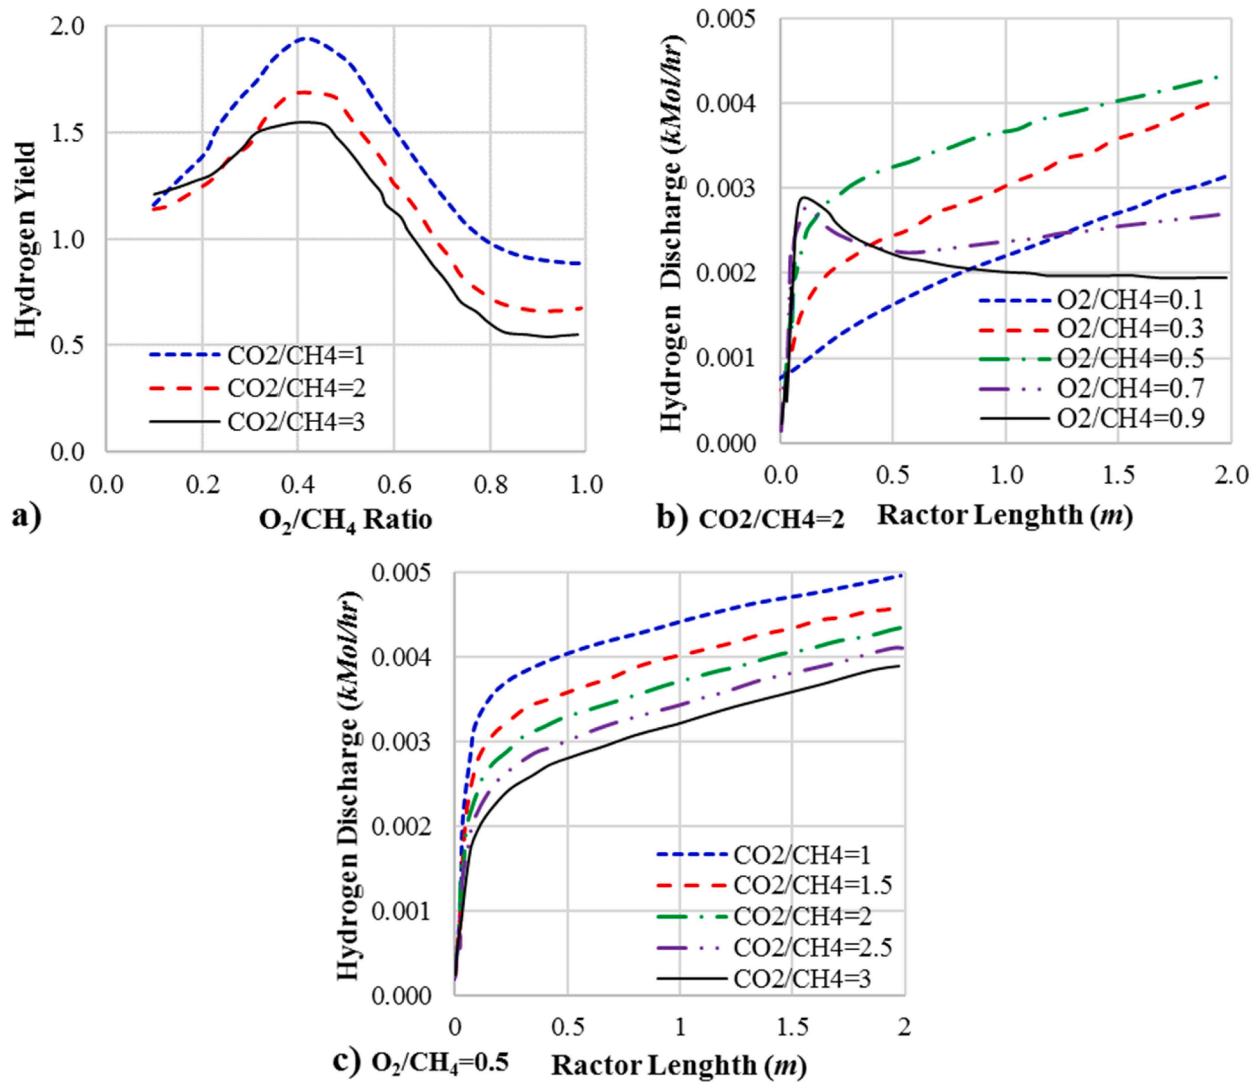 Hydrogen Yield
2.0
1.5
1.0
0.5
0.0
CO2/CH4=1
CO2/CH4=2
CO2/CH4=3
0.0 0.2 0.4 0.6 0.8 1.0
a) O₂/CH₄ Ratio
Hydrogen Discharge (kMol/hr)
0.005
0.004
0.003
0.002
0.001
0.000
O2/CH4=0.1
O2/CH4=0.3
O2/CH4=0.5
O2/CH4=0.7
O2/CH4=0.9
0.0 0.5 1.0 1.5 2.0
b) CO2/CH4=2 Ractor Lenghth (m)
Hydrogen Discharge (kMol/hr)
0.005
0.004
0.003
0.002
0.001
0.000
CO2/CH4=1
CO2/CH4=1.5
CO2/CH4=2
CO2/CH4=2.5
CO2/CH4=3
0 0.5 1 1.5 2
c) O₂/CH₄=0.5 Ractor Lenghth (m)